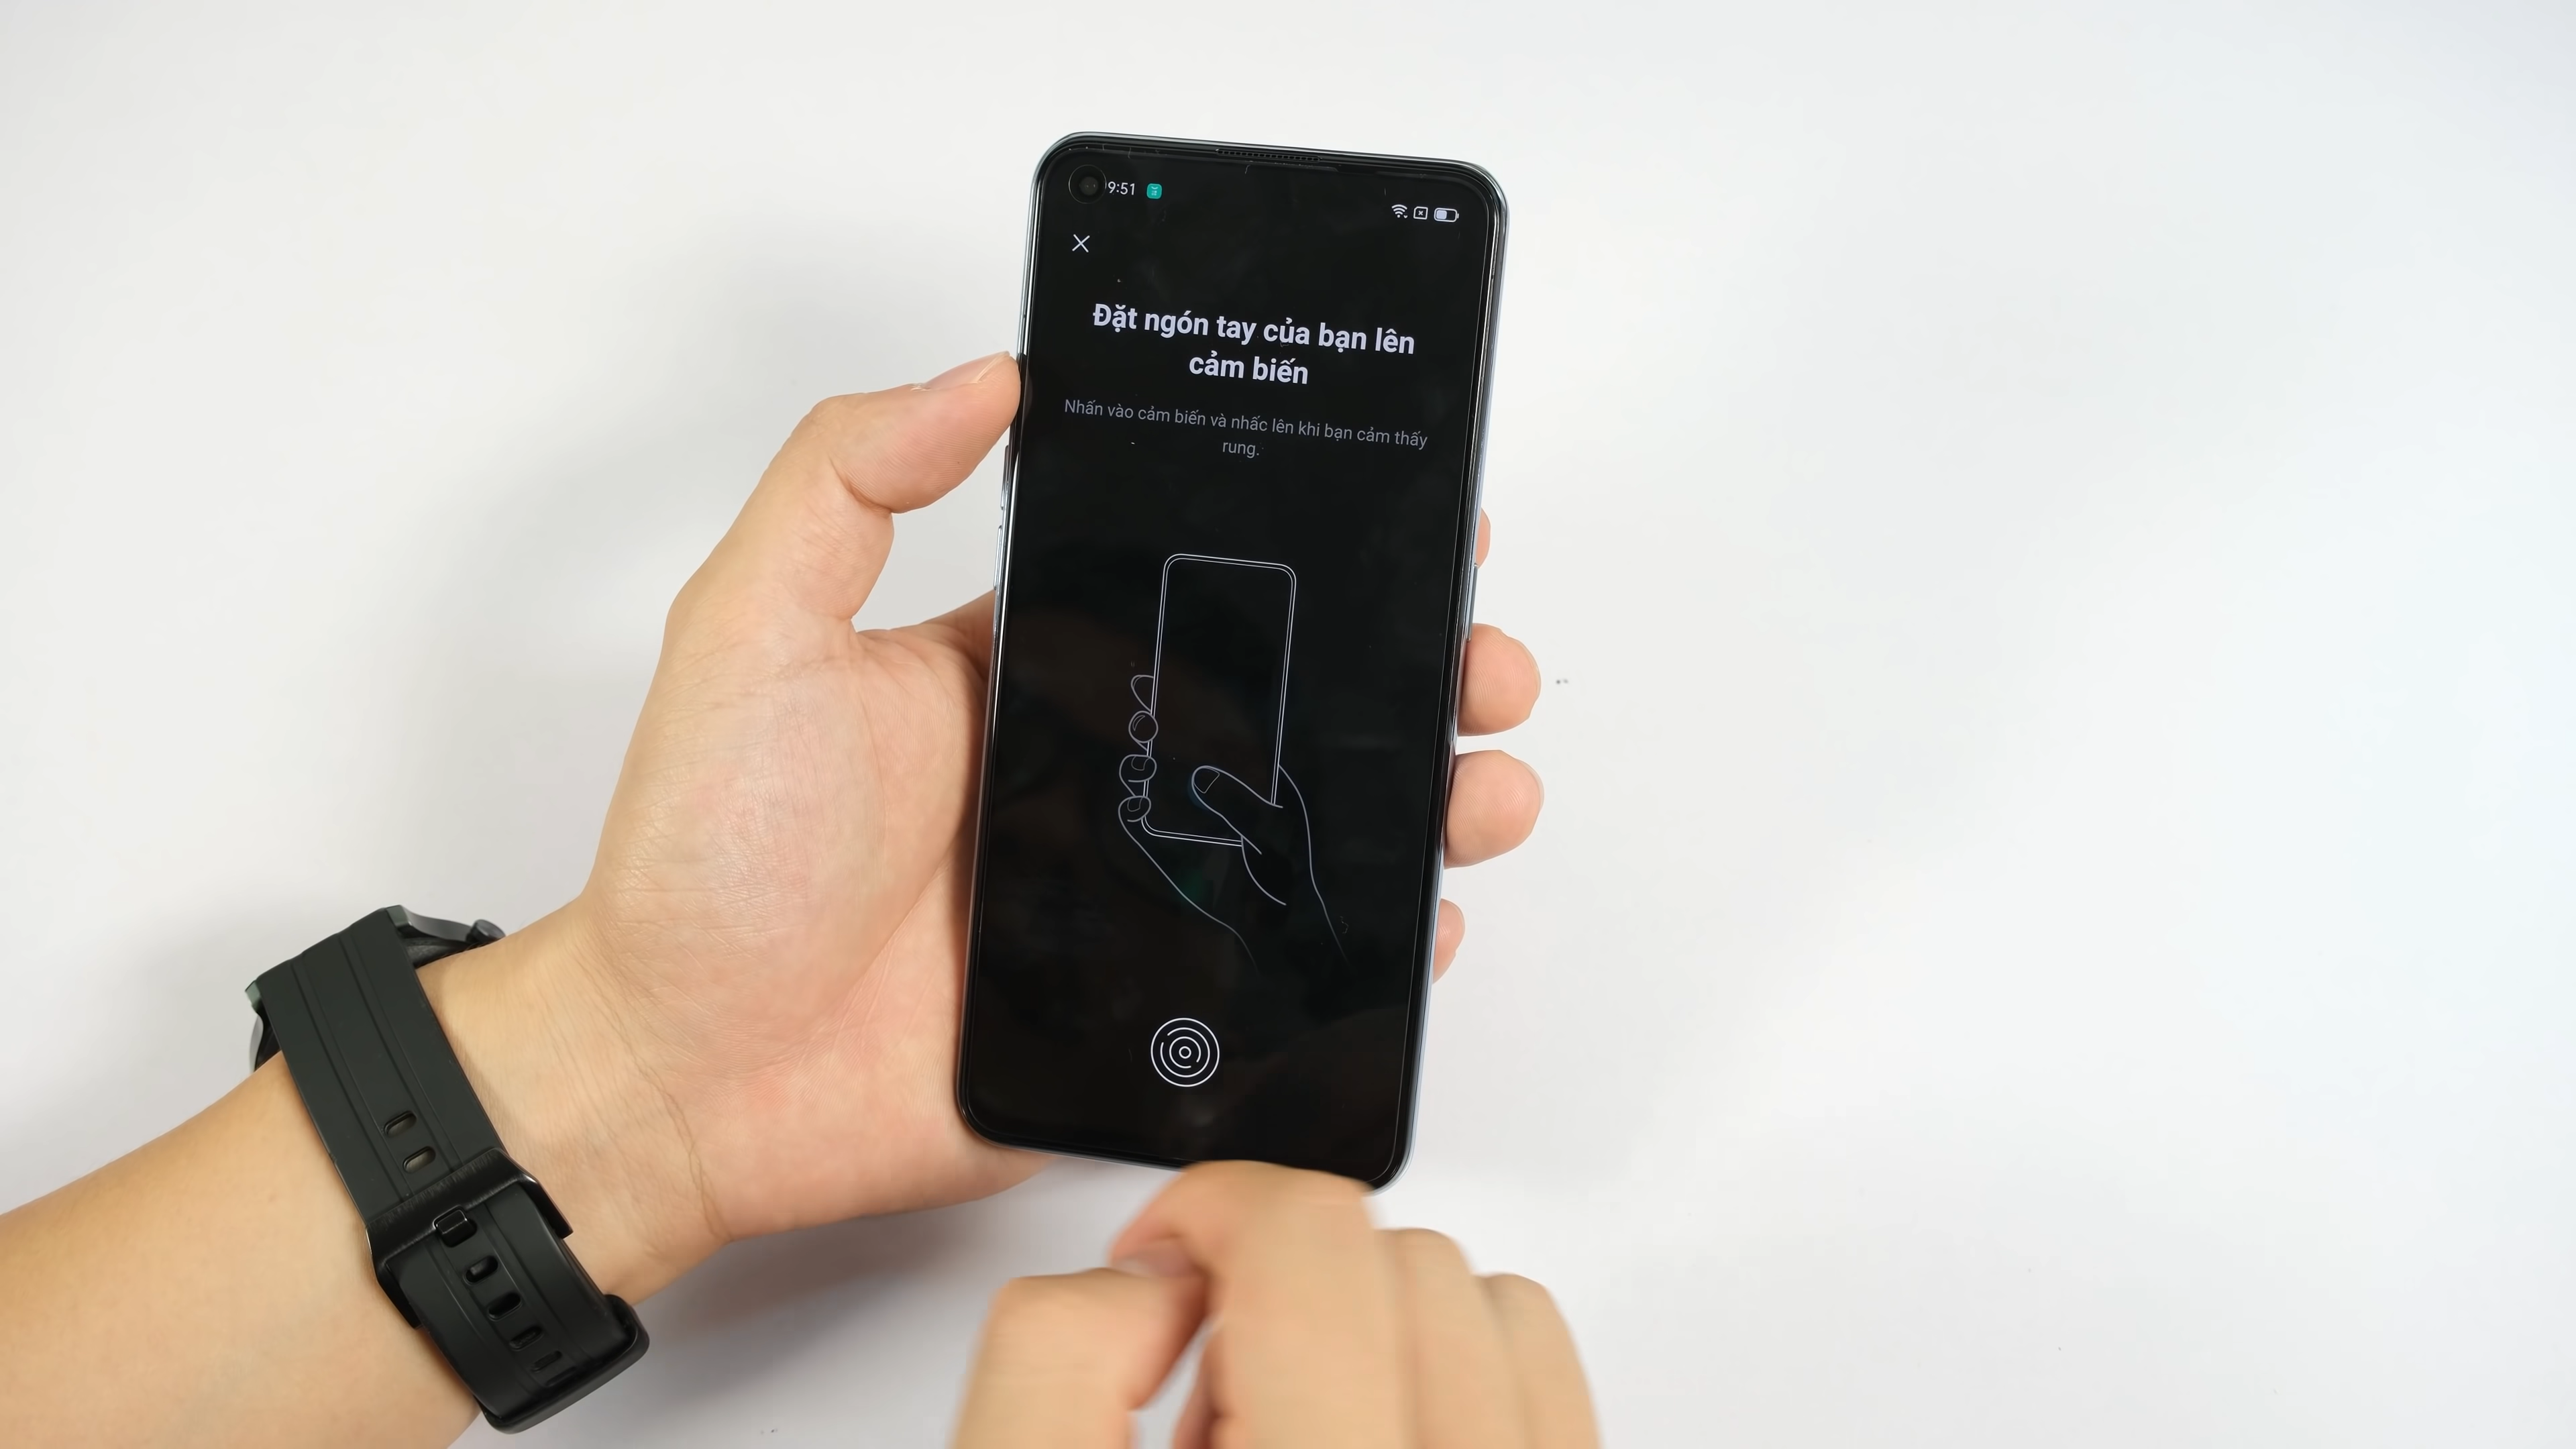 9:51
Đặt ngón tay của bạn lên
cảm biến
Nhấn vào cảm biến và nhấc lên khi bạn cảm thấy
rung.